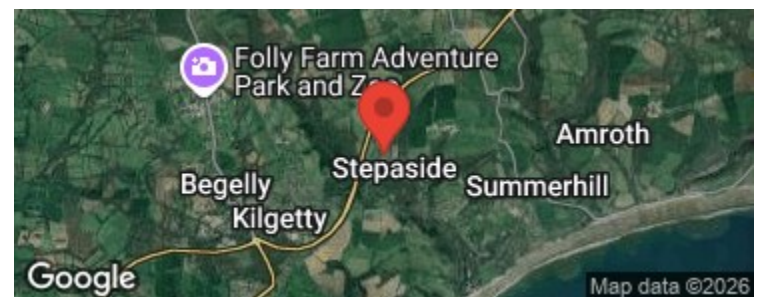 Folly Farm Adventure
Park and Zoo
Amroth
Stepaside
Begelly
Summerhill
Kilgetty
Google
Map data ©2026